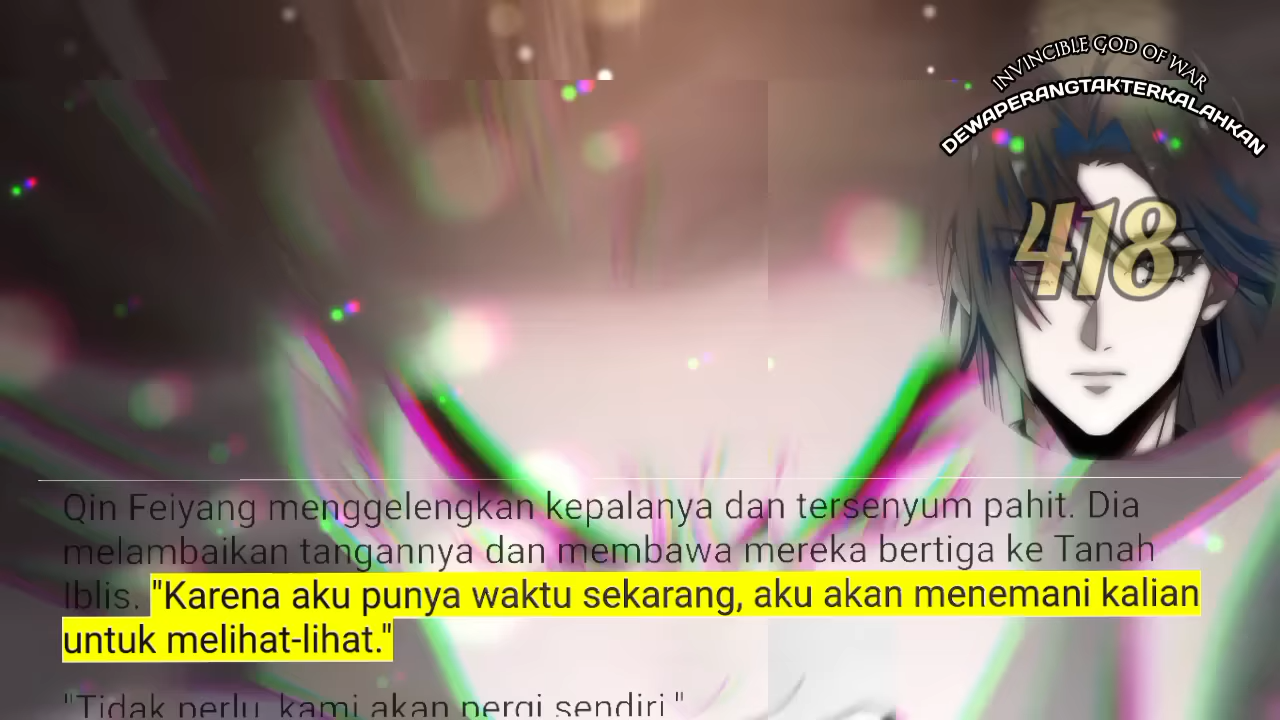 INVINCIBLE GOD OF WAR
DEWAPERANGTAKTERKALAHKAN
418
Qin Feiyang menggelengkan kepalanya dan tersenyum pahit. Dia
melambaikan tangannya dan membawa mereka bertiga ke Tanah
Iblis. "Karena aku punya waktu sekarang, aku akan menemani kalian
untuk melihat-lihat."
"Tidak perlu, kami akan pergi sendiri."